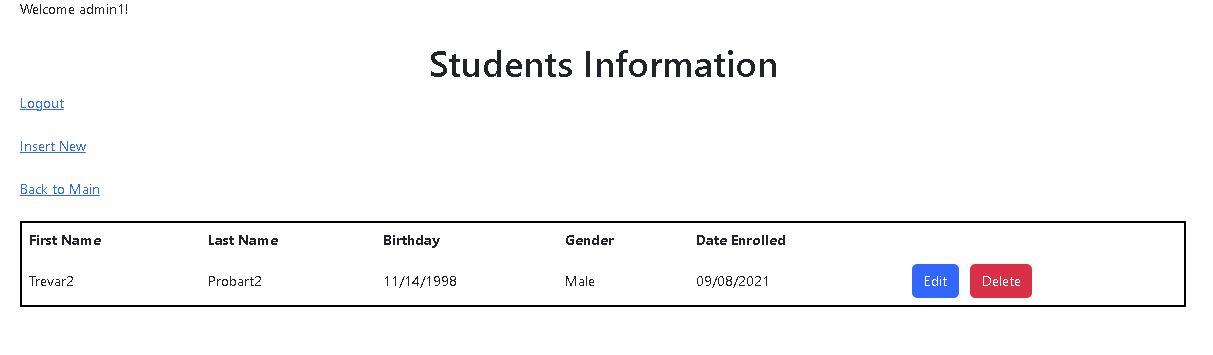 Welcome admin1!
Students Information
Logout
Insert New
Back to Main
First Name Last Name Birthday Gender Date Enrolled
Trevar2 Probart2 11/14/1998 Male 09/08/2021 Edit Delete